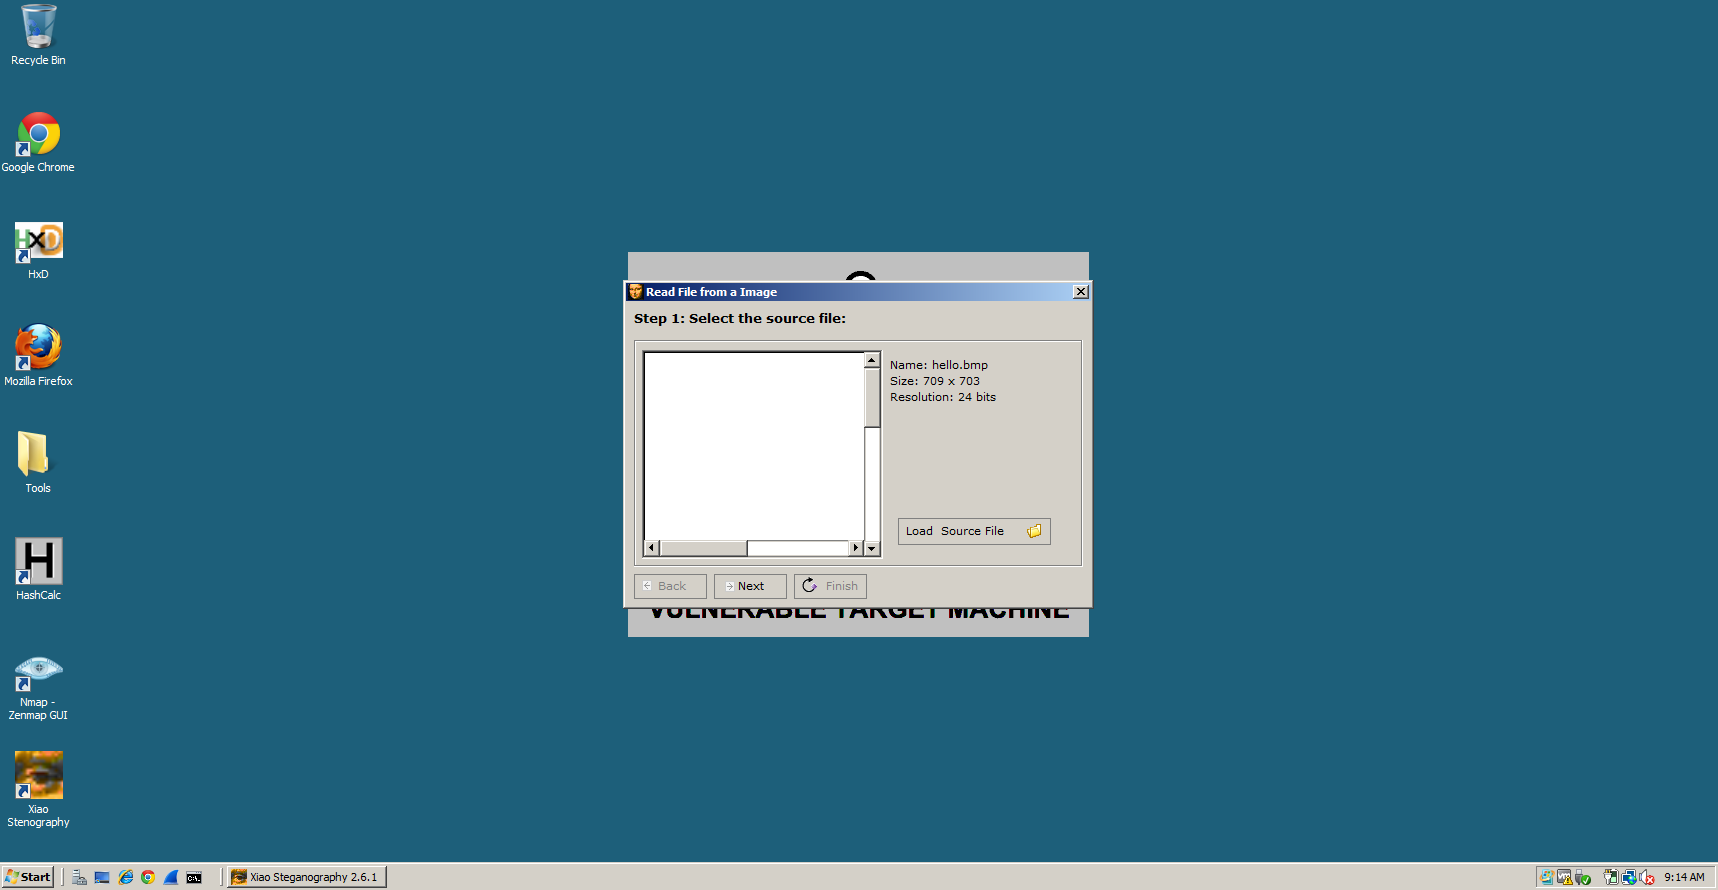 Recycle Bin
Google Chrome
HxD
HxD
Mozilla Firefox
Tools
H
HashCalc
Nmap -
Zenmap GUI
Xiao
Stenography
Read File from a Image
Step 1: Select the source file:
Name: hello.bmp
Size: 709 x 703
Resolution: 24 bits
Load Source File
Back
Next
Finish
VULNERABLE TARGET MACHINE
Start
C:\.
Xiao Steganography 2.6.1
9:14 AM